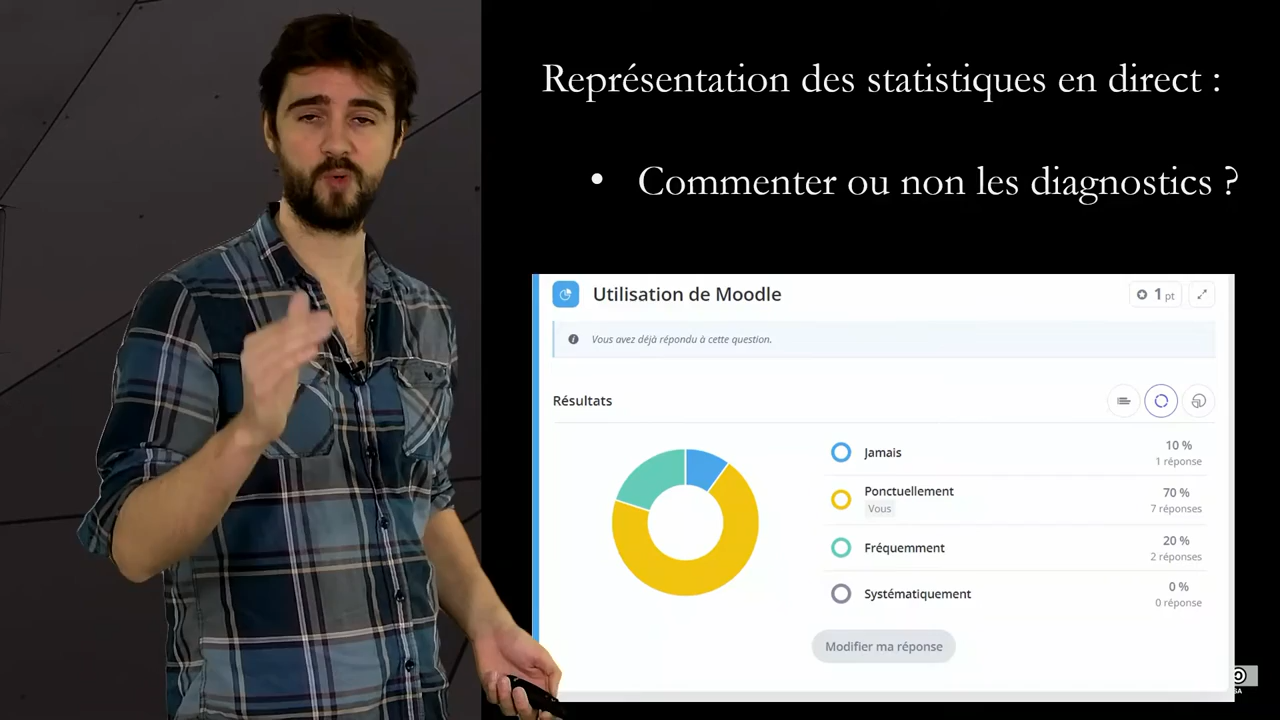 Représentation des statistiques en direct :
• Commenter ou non les diagnostics ?
Utilisation de Moodle
1 pt
Vous avez déjà répondu à cette question.
Résultats
Jamais
10 %
1 réponse
Ponctuellement
Vous
70 %
7 réponses
Fréquemment
20 %
2 réponses
Systématiquement
0 %
0 réponse
Modifier ma réponse
SA